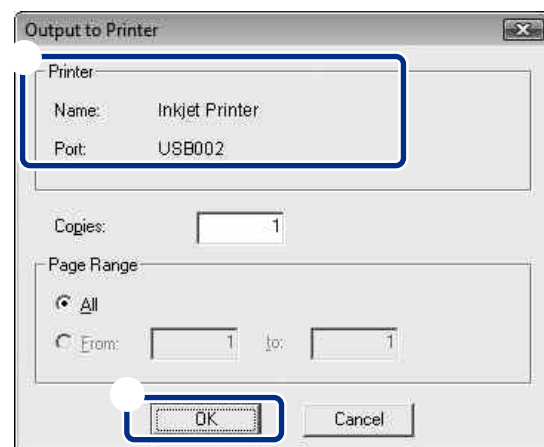 Output to Printer
Printer
Name: Inkjet Printer
Port: USB002
Copies: 1
Page Range
All
From: 1 to: 1
OK Cancel